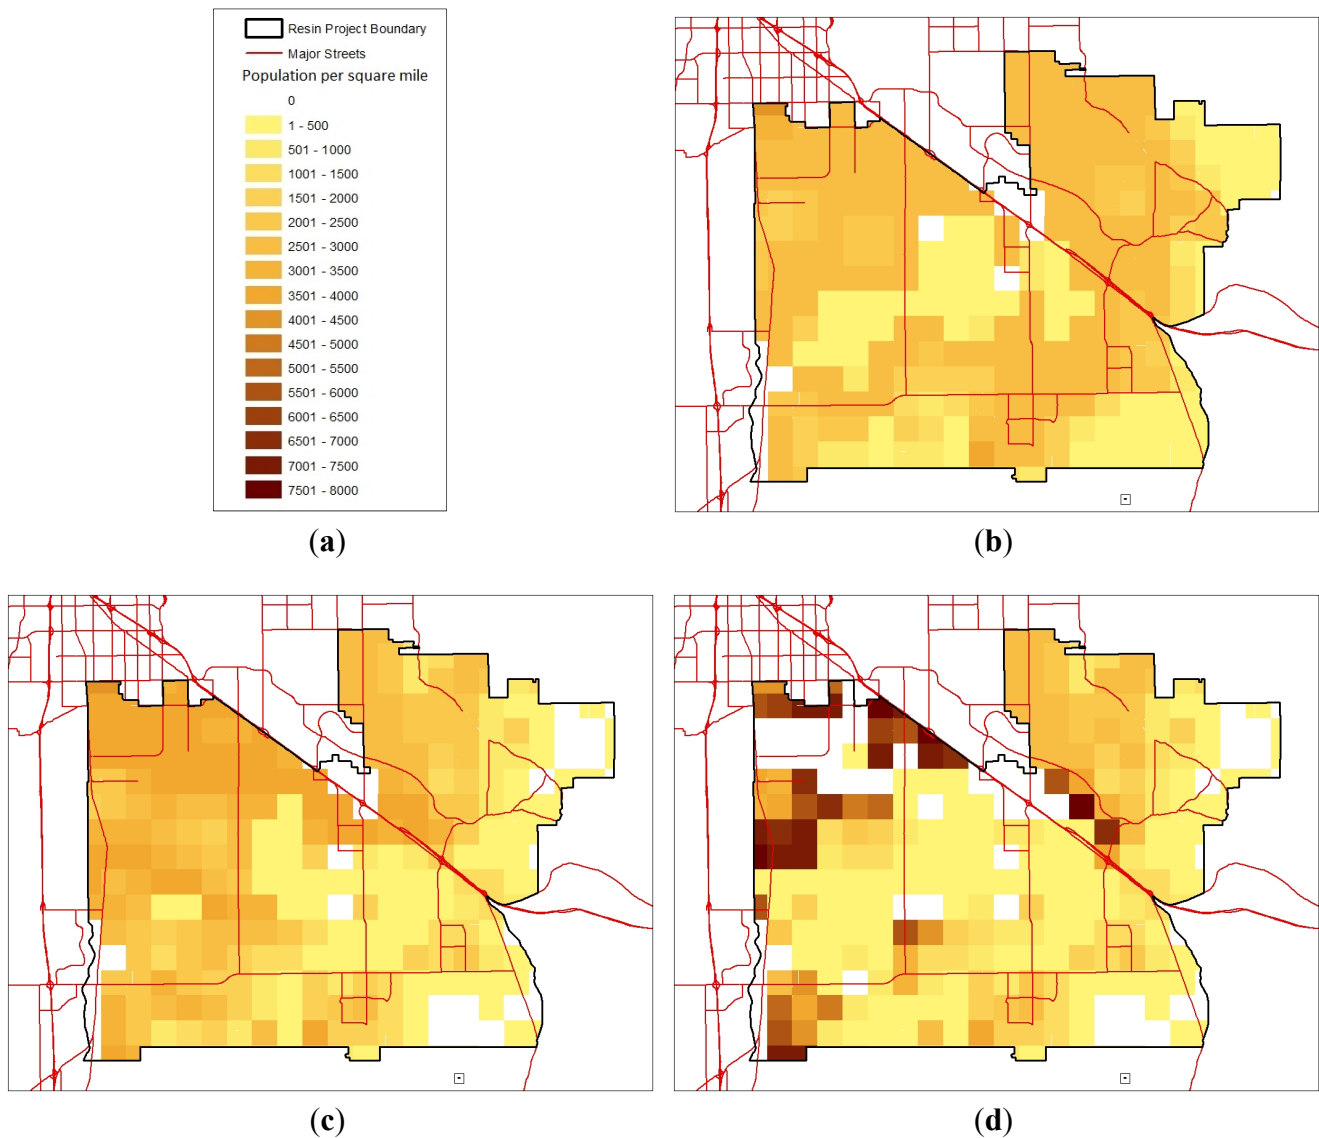 Resin Project Boundary
Major Streets
Population per square mile
0
1 - 500
501 - 1000
1001 - 1500
1501 - 2000
2001 - 2500
2501 - 3000
3001 - 3500
3501 - 4000
4001 - 4500
4501 - 5000
5001 - 5500
5501 - 6000
6001 - 6500
6501 - 7000
7001 - 7500
7501 - 8000
(a)
(b)
(c)
(d)